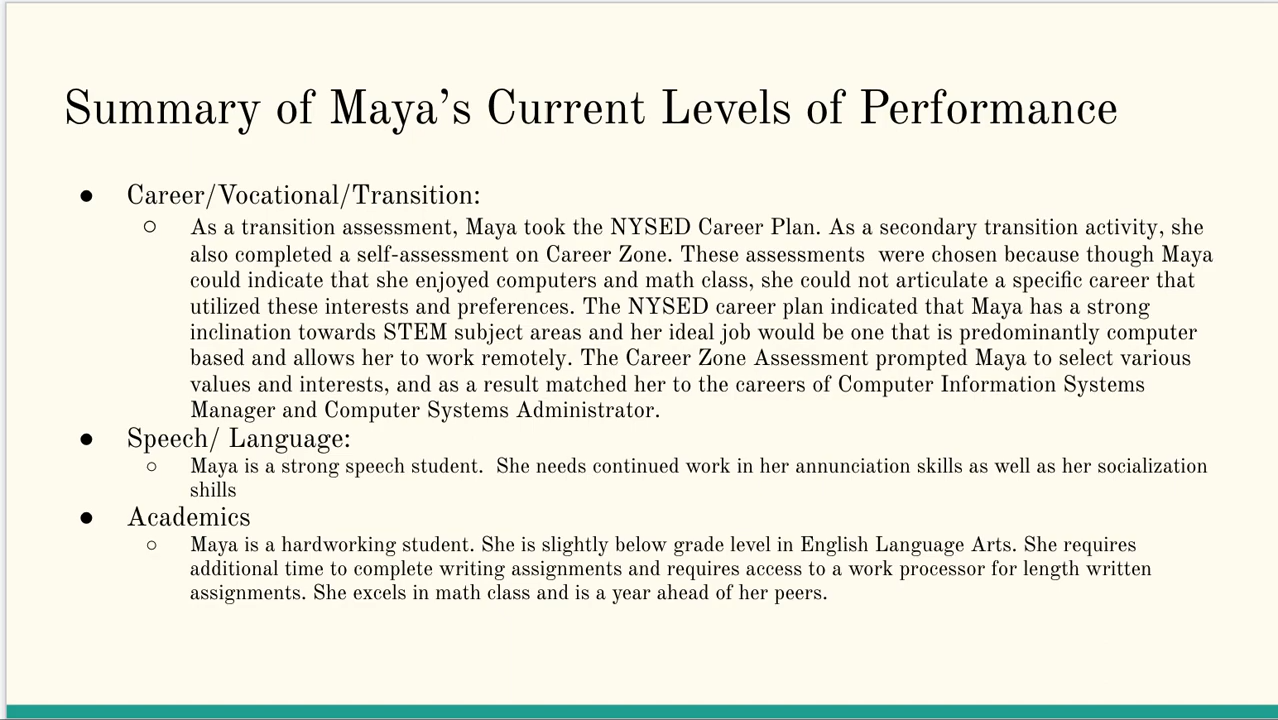 Summary of Maya's Current Levels of Performance
● Career/Vocational/Transition:
○ As a transition assessment, Maya took the NYSED Career Plan. As a secondary transition activity, she
also completed a self-assessment on Career Zone. These assessments  were chosen because though Maya
could indicate that she enjoyed computers and math class, she could not articulate a specific career that
utilized these interests and preferences. The NYSED career plan indicated that Maya has a strong
inclination towards STEM subject areas and her ideal job would be one that is predominantly computer
based and allows her to work remotely. The Career Zone Assessment prompted Maya to select various
values and interests, and as a result matched her to the careers of Computer Information Systems
Manager and Computer Systems Administrator.
● Speech/ Language:
○ Maya is a strong speech student.  She needs continued work in her annunciation skills as well as her socialization
shills
● Academics
○ Maya is a hardworking student. She is slightly below grade level in English Language Arts. She requires
additional time to complete writing assignments and requires access to a work processor for length written
assignments. She excels in math class and is a year ahead of her peers.